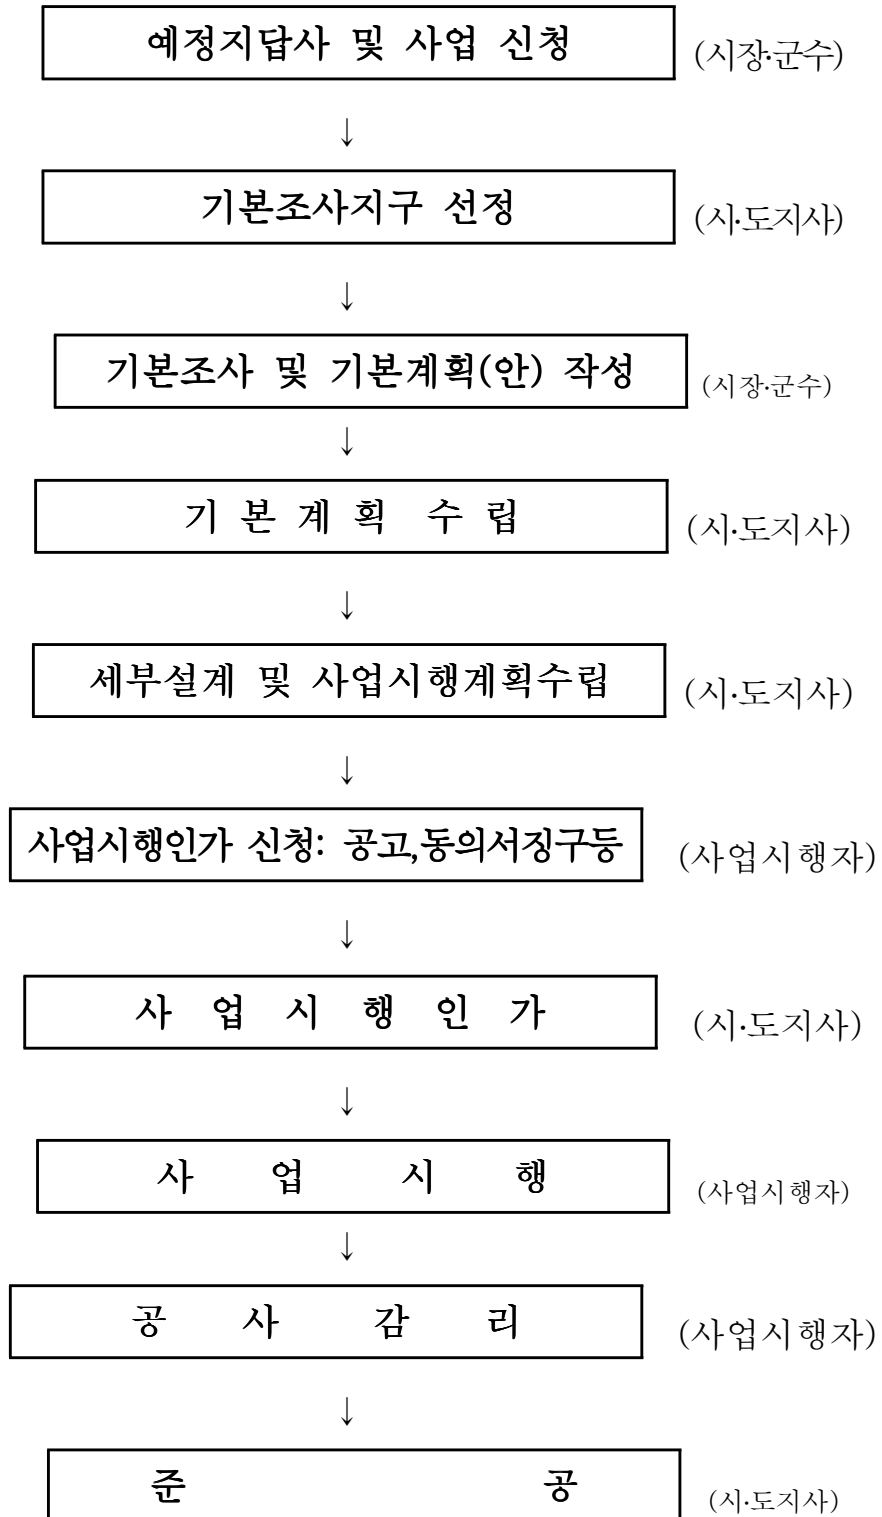 예정지답사 및 사업 신청 (시장·군수)
↓
기본조사지구 선정 (시·도지사)
↓
기본조사 및 기본계획(안) 작성 (시장·군수)
↓
기 본 계 획 수 립 (시·도지사)
↓
세부설계 및 사업시행계획수립 (시·도지사)
↓
사업시행인가 신청: 공고,동의서징구등 (사업시행자)
↓
사 업 시 행 인 가 (시·도지사)
↓
사 업 시 행 (사업시행자)
↓
공 사 감 리 (사업시행자)
↓
준 공 (시·도지사)